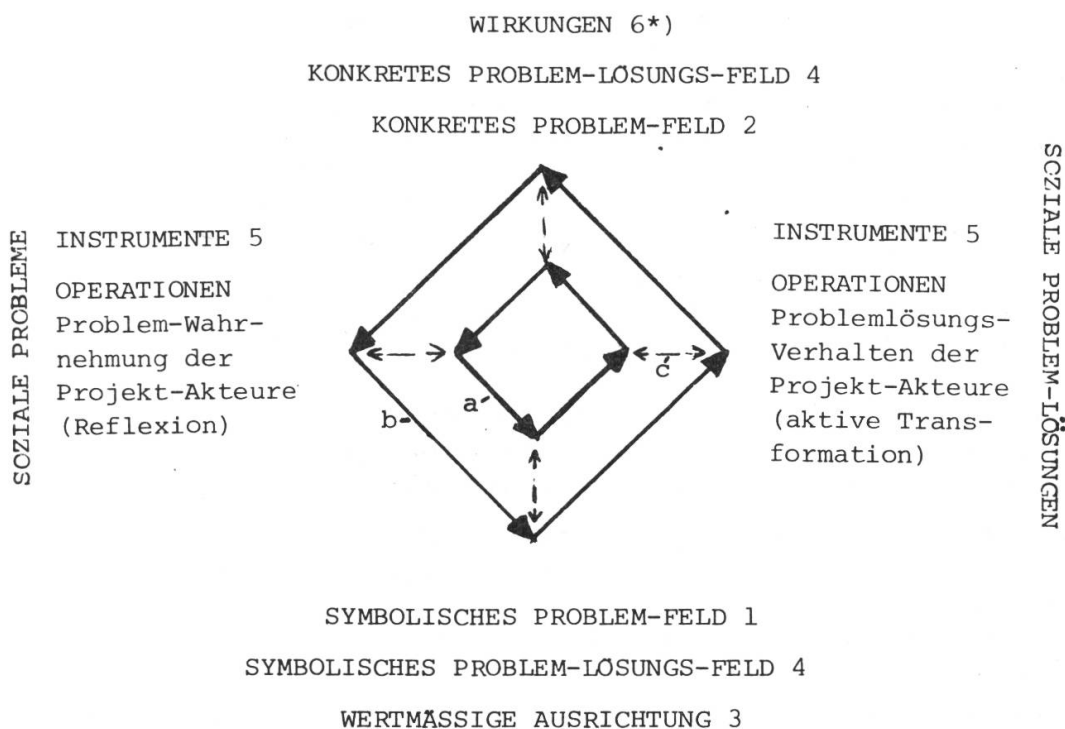 WIRKUNGEN 6*)
KONKRETES PROBLEM-LÖSUNGS-FELD 4
KONKRETES PROBLEM-FELD 2
SOZIALE PROBLEME
INSTRUMENTE 5
OPERATIONEN
Problem-Wahr-
nehmung der
Projekt-Akteure
(Reflexion)
a
b
c
INSTRUMENTE 5
OPERATIONEN
Problemlösungs-
Verhalten der
Projekt-Akteure
(aktive Trans-
formation)
SOZIALE PROBLEM-LÖSUNGEN
SYMBOLISCHES PROBLEM-FELD 1
SYMBOLISCHES PROBLEM-LÖSUNGS-FELD 4
WERTMÄSSIGE AUSRICHTUNG 3